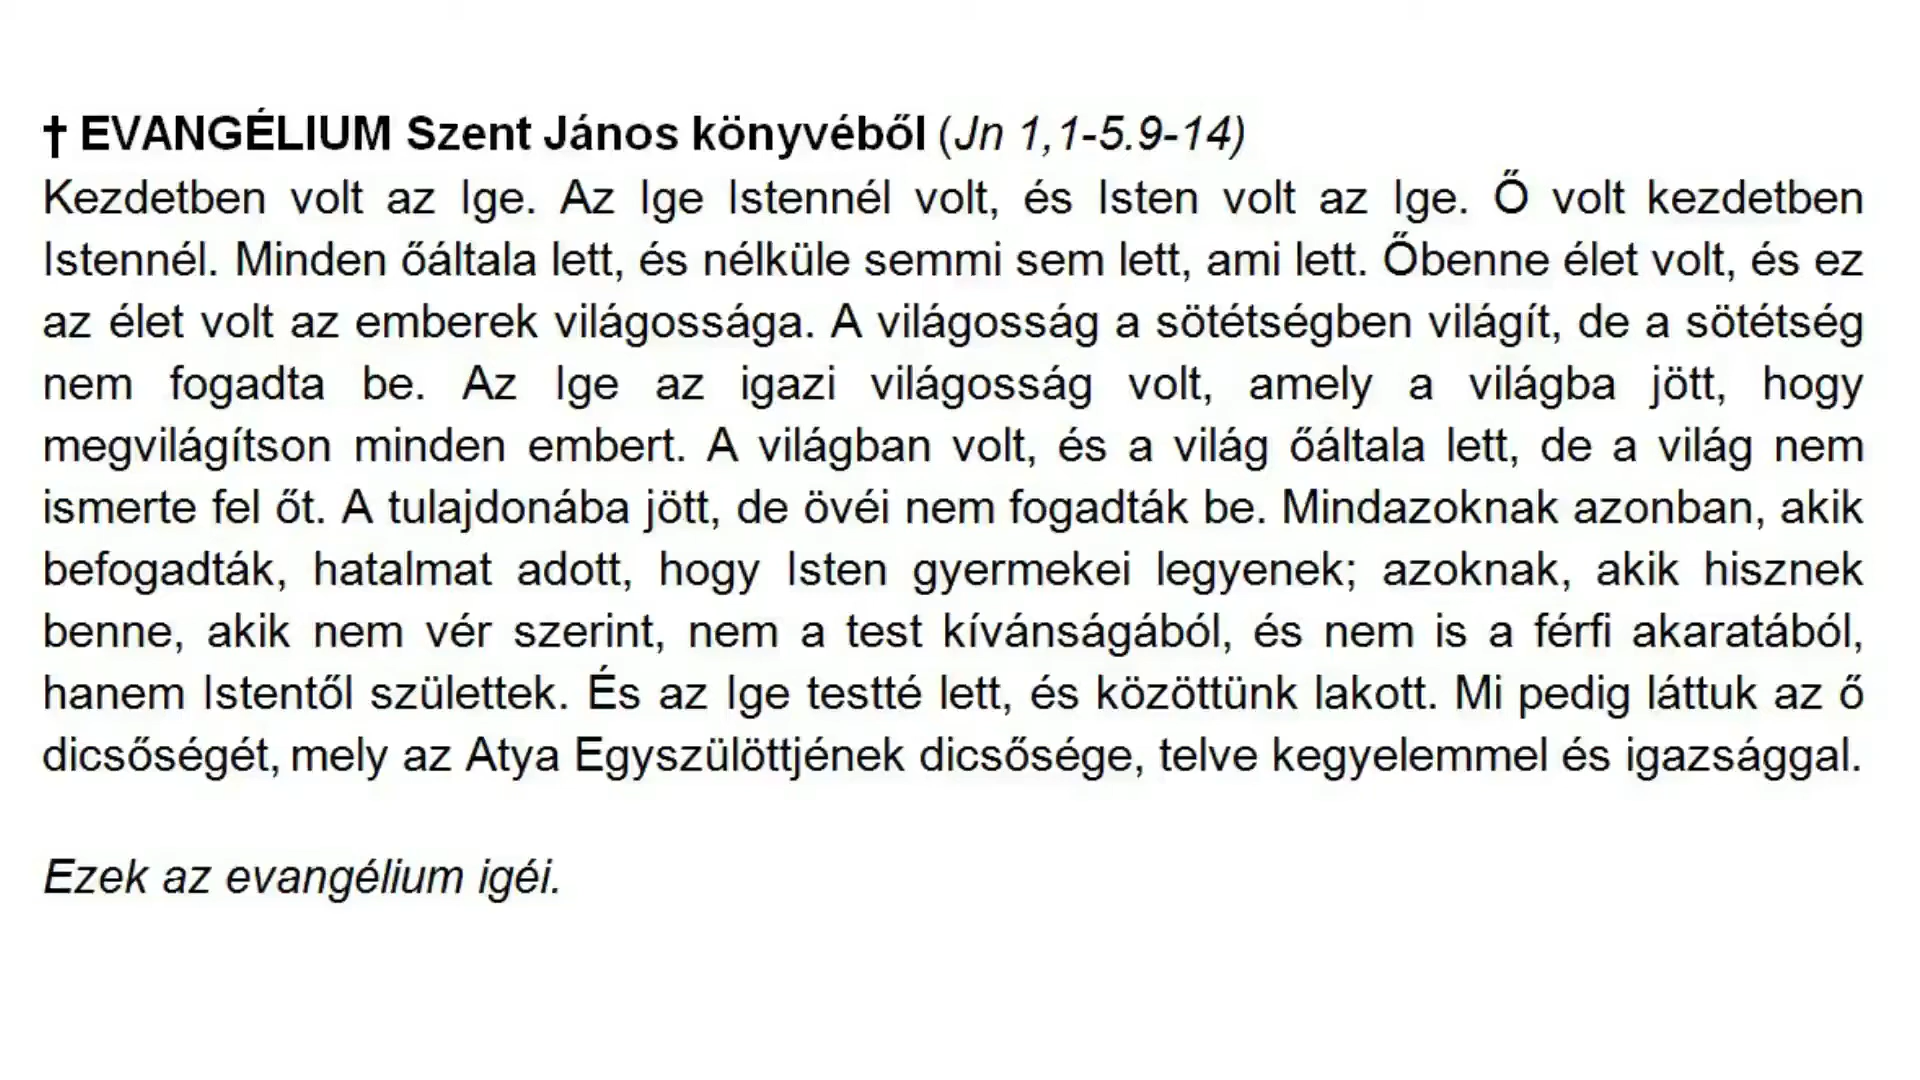 † EVANGÉLIUM Szent János könyvéből (Jn 1,1-5.9-14)
Kezdetben volt az Ige. Az Ige Istennél volt, és Isten volt az Ige. Ő volt kezdetben
Istennél. Minden őáltala lett, és nélküle semmi sem lett, ami lett. Őbenne élet volt, és ez
az élet volt az emberek világossága. A világosság a sötétségben világít, de a sötétség
nem fogadta be. Az Ige az igazi világosság volt, amely a világba jött, hogy
megvilágítson minden embert. A világban volt, és a világ őáltala lett, de a világ nem
ismerte fel őt. A tulajdonába jött, de övéi nem fogadták be. Mindazoknak azonban, akik
befogadták, hatalmat adott, hogy Isten gyermekei legyenek; azoknak, akik hisznek
benne, akik nem vér szerint, nem a test kívánságából, és nem is a férfi akaratából,
hanem Istentől születtek. És az Ige testté lett, és közöttünk lakott. Mi pedig láttuk az ő
dicsőségét, mely az Atya Egyszülöttjének dicsősége, telve kegyelemmel és igazsággal.
Ezek az evangélium igéi.